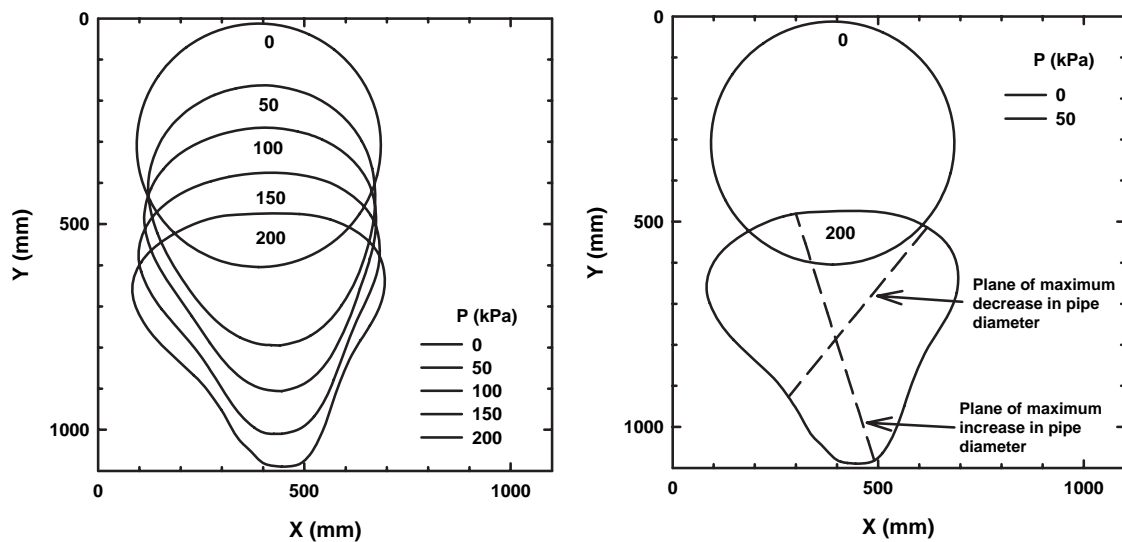 0
50
100
150
200
P (kPa)
0
50
100
150
200
0
500
1000
Y (mm)
0
500
1000
X (mm)
0
200
P (kPa)
0
50
Plane of maximum
decrease in pipe
diameter
Plane of maximum
increase in pipe
diameter
0
500
1000
Y (mm)
0
500
1000
X (mm)